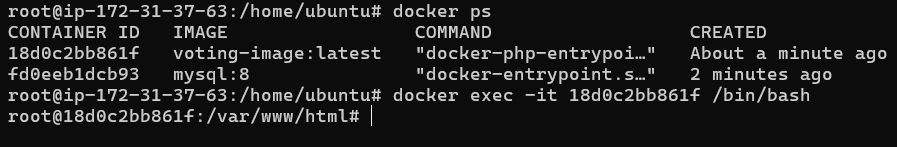 root@ip-172-31-37-63:/home/ubuntu# docker ps
CONTAINER ID   IMAGE                 COMMAND                  CREATED
18d0c2bb861f   voting-image:latest   "docker-php-entrypoi…"   About a minute ago
fd0eeb1dcb93   mysql:8               "docker-entrypoint.s…"   2 minutes ago
root@ip-172-31-37-63:/home/ubuntu# docker exec -it 18d0c2bb861f /bin/bash
root@18d0c2bb861f:/var/www/html#